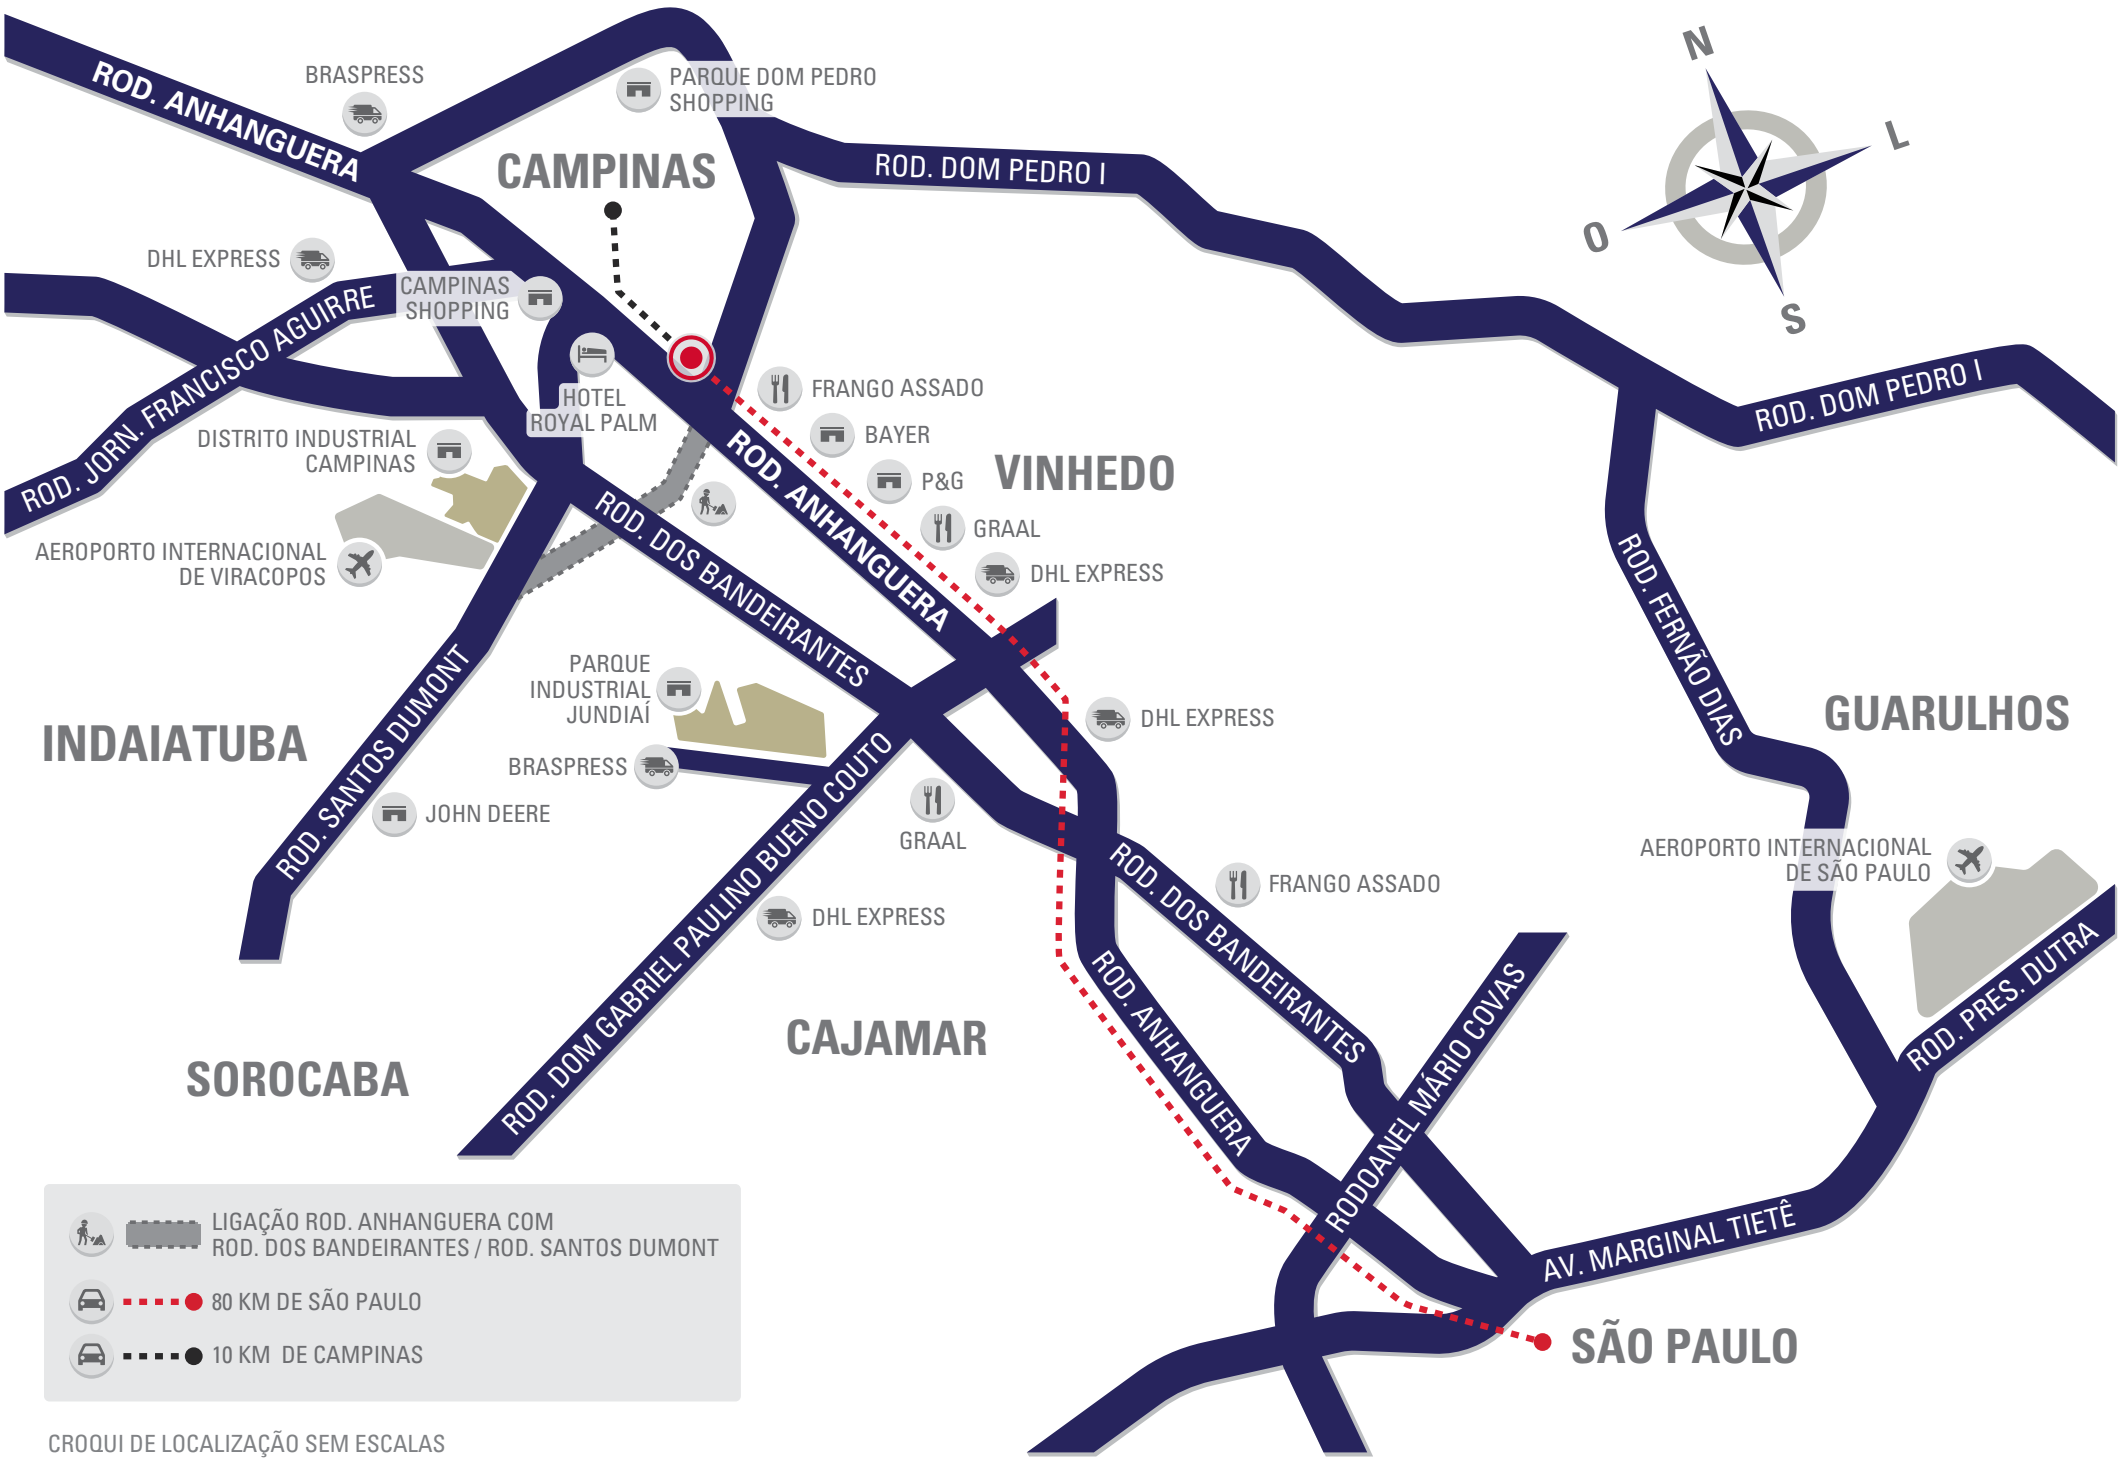 N
L
O
S
ROD. ANHANGUERA
BRASPRESS
PARQUE DOM PEDRO
SHOPPING
CAMPINAS
ROD. DOM PEDRO I
DHL EXPRESS
CAMPINAS
SHOPPING
ROD. JORN. FRANCISCO AGUIRRE
HOTEL
ROYAL PALM
FRANGO ASSADO
BAYER
P&G
VINHEDO
GRAAL
DHL EXPRESS
ROD. DOM PEDRO I
DISTRITO INDUSTRIAL
CAMPINAS
AEROPORTO INTERNACIONAL
DE VIRACOPOS
ROD. ANHANGUERA
ROD. DOS BANDEIRANTES
ROD. FERNÃO DIAS
PARQUE
INDUSTRIAL
JUNDIAÍ
INDAIATUBA
ROD. SANTOS DUMONT
BRASPRESS
JOHN DEERE
DHL EXPRESS
GUARULHOS
GRAAL
ROD. DOM GABRIEL PAULINO BUENO COUTO
DHL EXPRESS
FRANGO ASSADO
AEROPORTO INTERNACIONAL
DE SÃO PAULO
ROD. DOS BANDEIRANTES
ROD. ANHANGUERA
RODOANEL MÁRIO COVAS
ROD. PRES. DUTRA
CAJAMAR
SOROCABA
AV. MARGINAL TIETÊ
SÃO PAULO
LIGAÇÃO ROD. ANHANGUERA COM
ROD. DOS BANDEIRANTES / ROD. SANTOS DUMONT
80 KM DE SÃO PAULO
10 KM DE CAMPINAS
CROQUI DE LOCALIZAÇÃO SEM ESCALAS